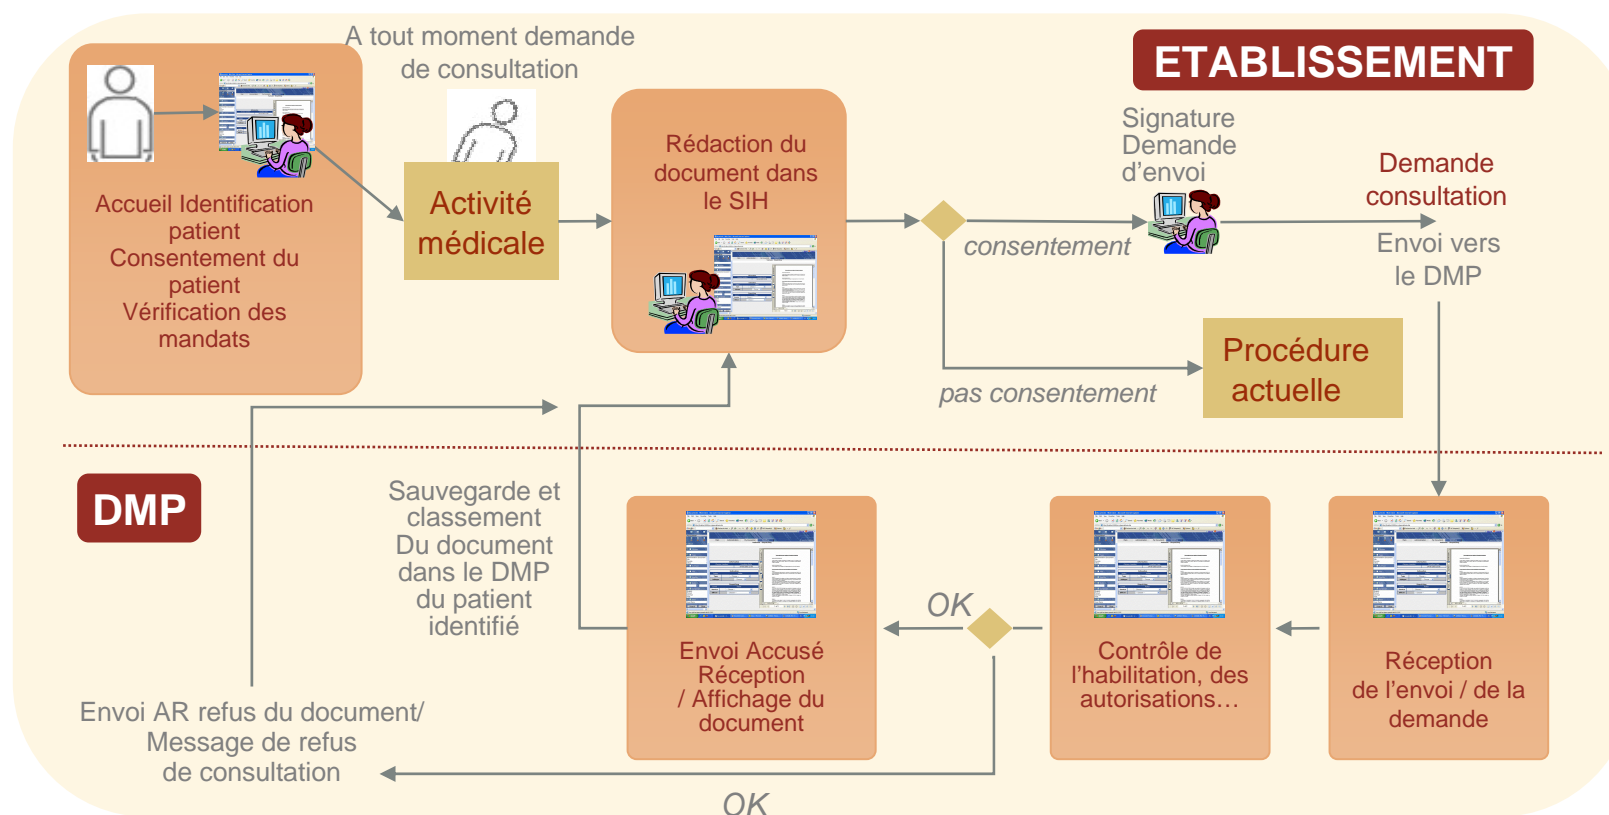 A tout moment demande
de consultation
ETABLISSEMENT
Accueil Identification
patient
Consentement du
patient
Vérification des
mandats
Activité
médicale
Rédaction du
document dans
le SIH
consentement
pas consentement
Signature
Demande
d'envoi
Demande
consultation
Envoi vers
le DMP
Procédure
actuelle
DMP
Sauvegarde et
classement
Du document
dans le DMP
du patient
identifié
Envoi Accusé
Réception
/ Affichage du
document
OK
Contrôle de
l’habilitation, des
autorisations…
Réception
de l’envoi / de la
demande
Envoi AR refus du document/
Message de refus
de consultation
OK